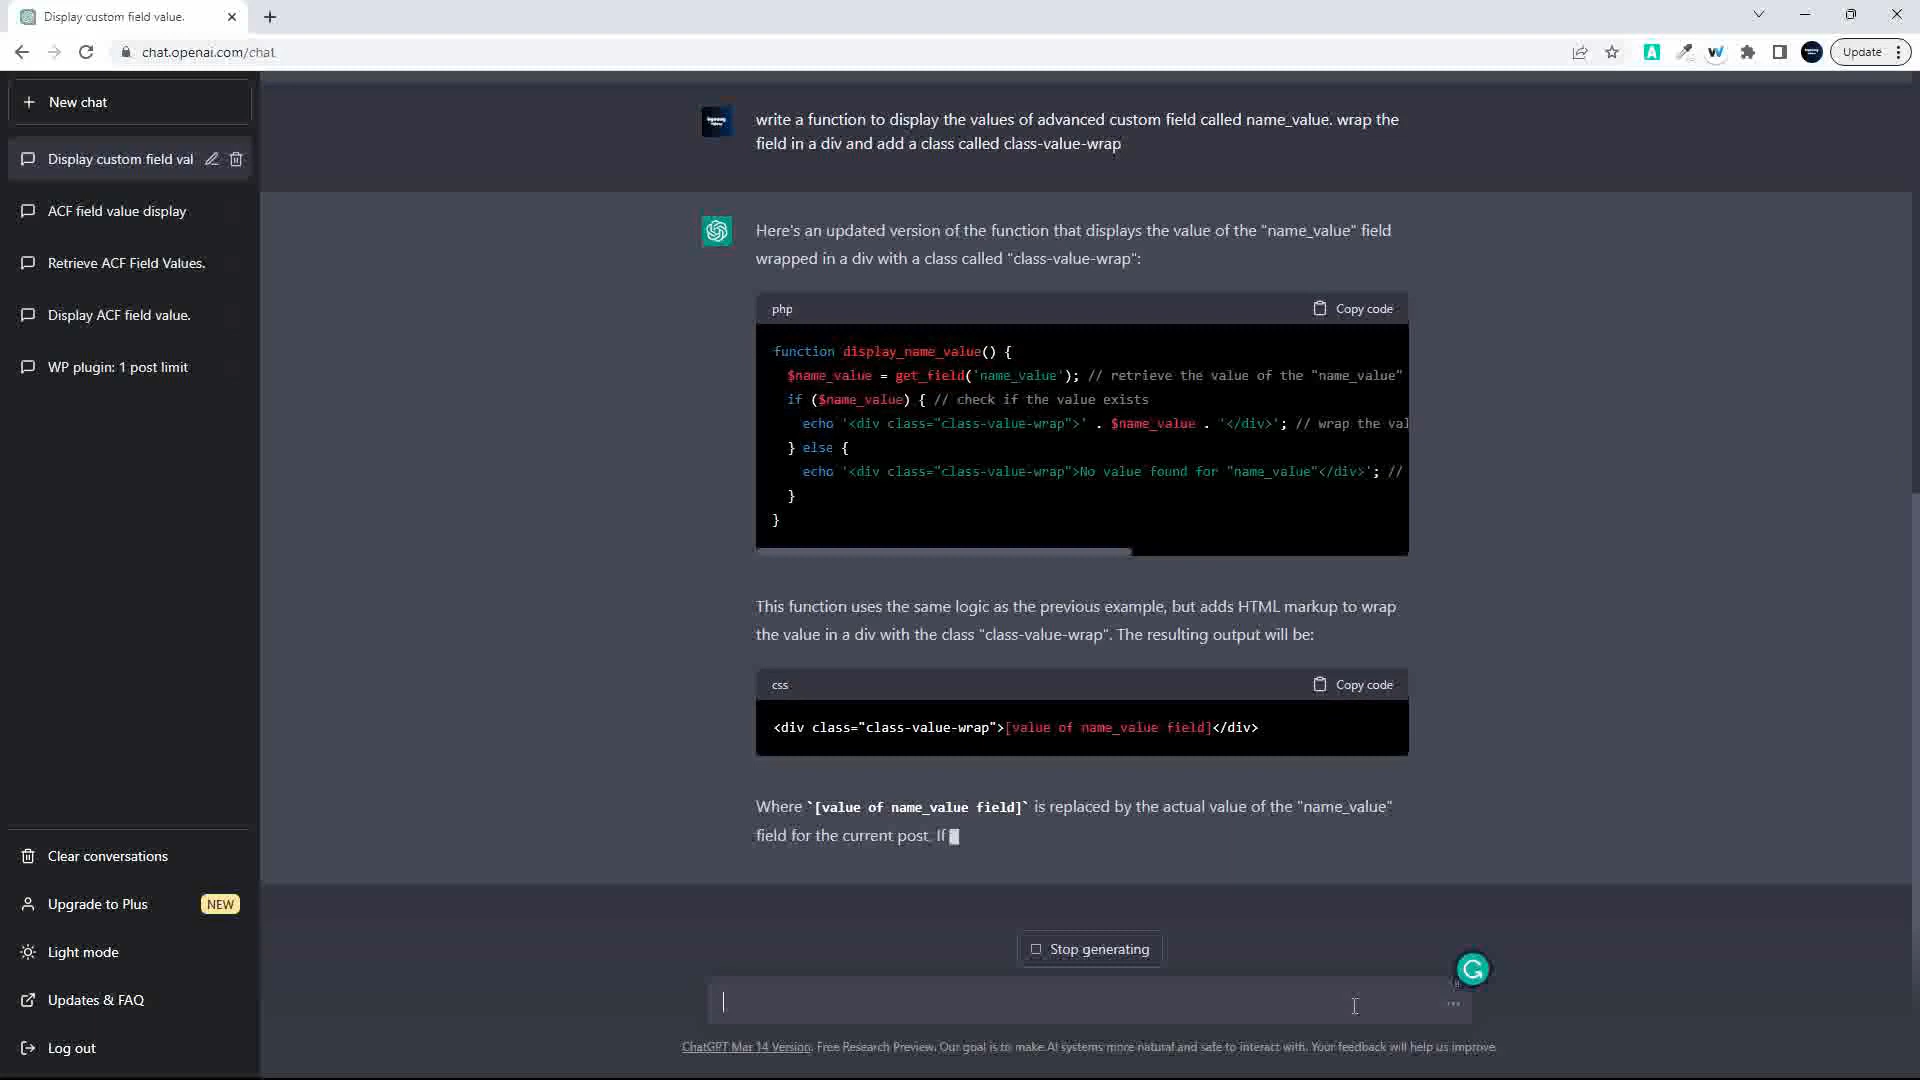 Display custom field value.
chat.openai.com/chat
Update
New chat
Display custom field val
ACF field value display
Retrieve ACF Field Values.
Display ACF field value.
WP plugin: 1 post limit
Clear conversations
Upgrade to Plus NEW
Light mode
Updates & FAQ
Log out
write a function to display the values of advanced custom field called name_value. wrap the
field in a div and add a class called class-value-wrap
Here's an updated version of the function that displays the value of the "name_value" field
wrapped in a div with a class called "class-value-wrap":
php Copy code
function display_name_value() {
$name_value = get_field('name_value'); // retrieve the value of the "name_value"
if ($name_value) { // check if the value exists
echo '<div class="class-value-wrap">' . $name_value . '</div>'; // wrap the val
} else {
echo '<div class="class-value-wrap">No value found for "name_value"</div>'; //
}
}
This function uses the same logic as the previous example, but adds HTML markup to wrap
the value in a div with the class "class-value-wrap". The resulting output will be:
css Copy code
<div class="class-value-wrap">[value of name_value field]</div>
Where `[value of name_value field]` is replaced by the actual value of the "name_value"
field for the current post. If
Stop generating
ChatGPT Mar 14 Version. Free Research Preview. Our goal is to make AI systems more natural and safe to interact with. Your feedback will help us improve.